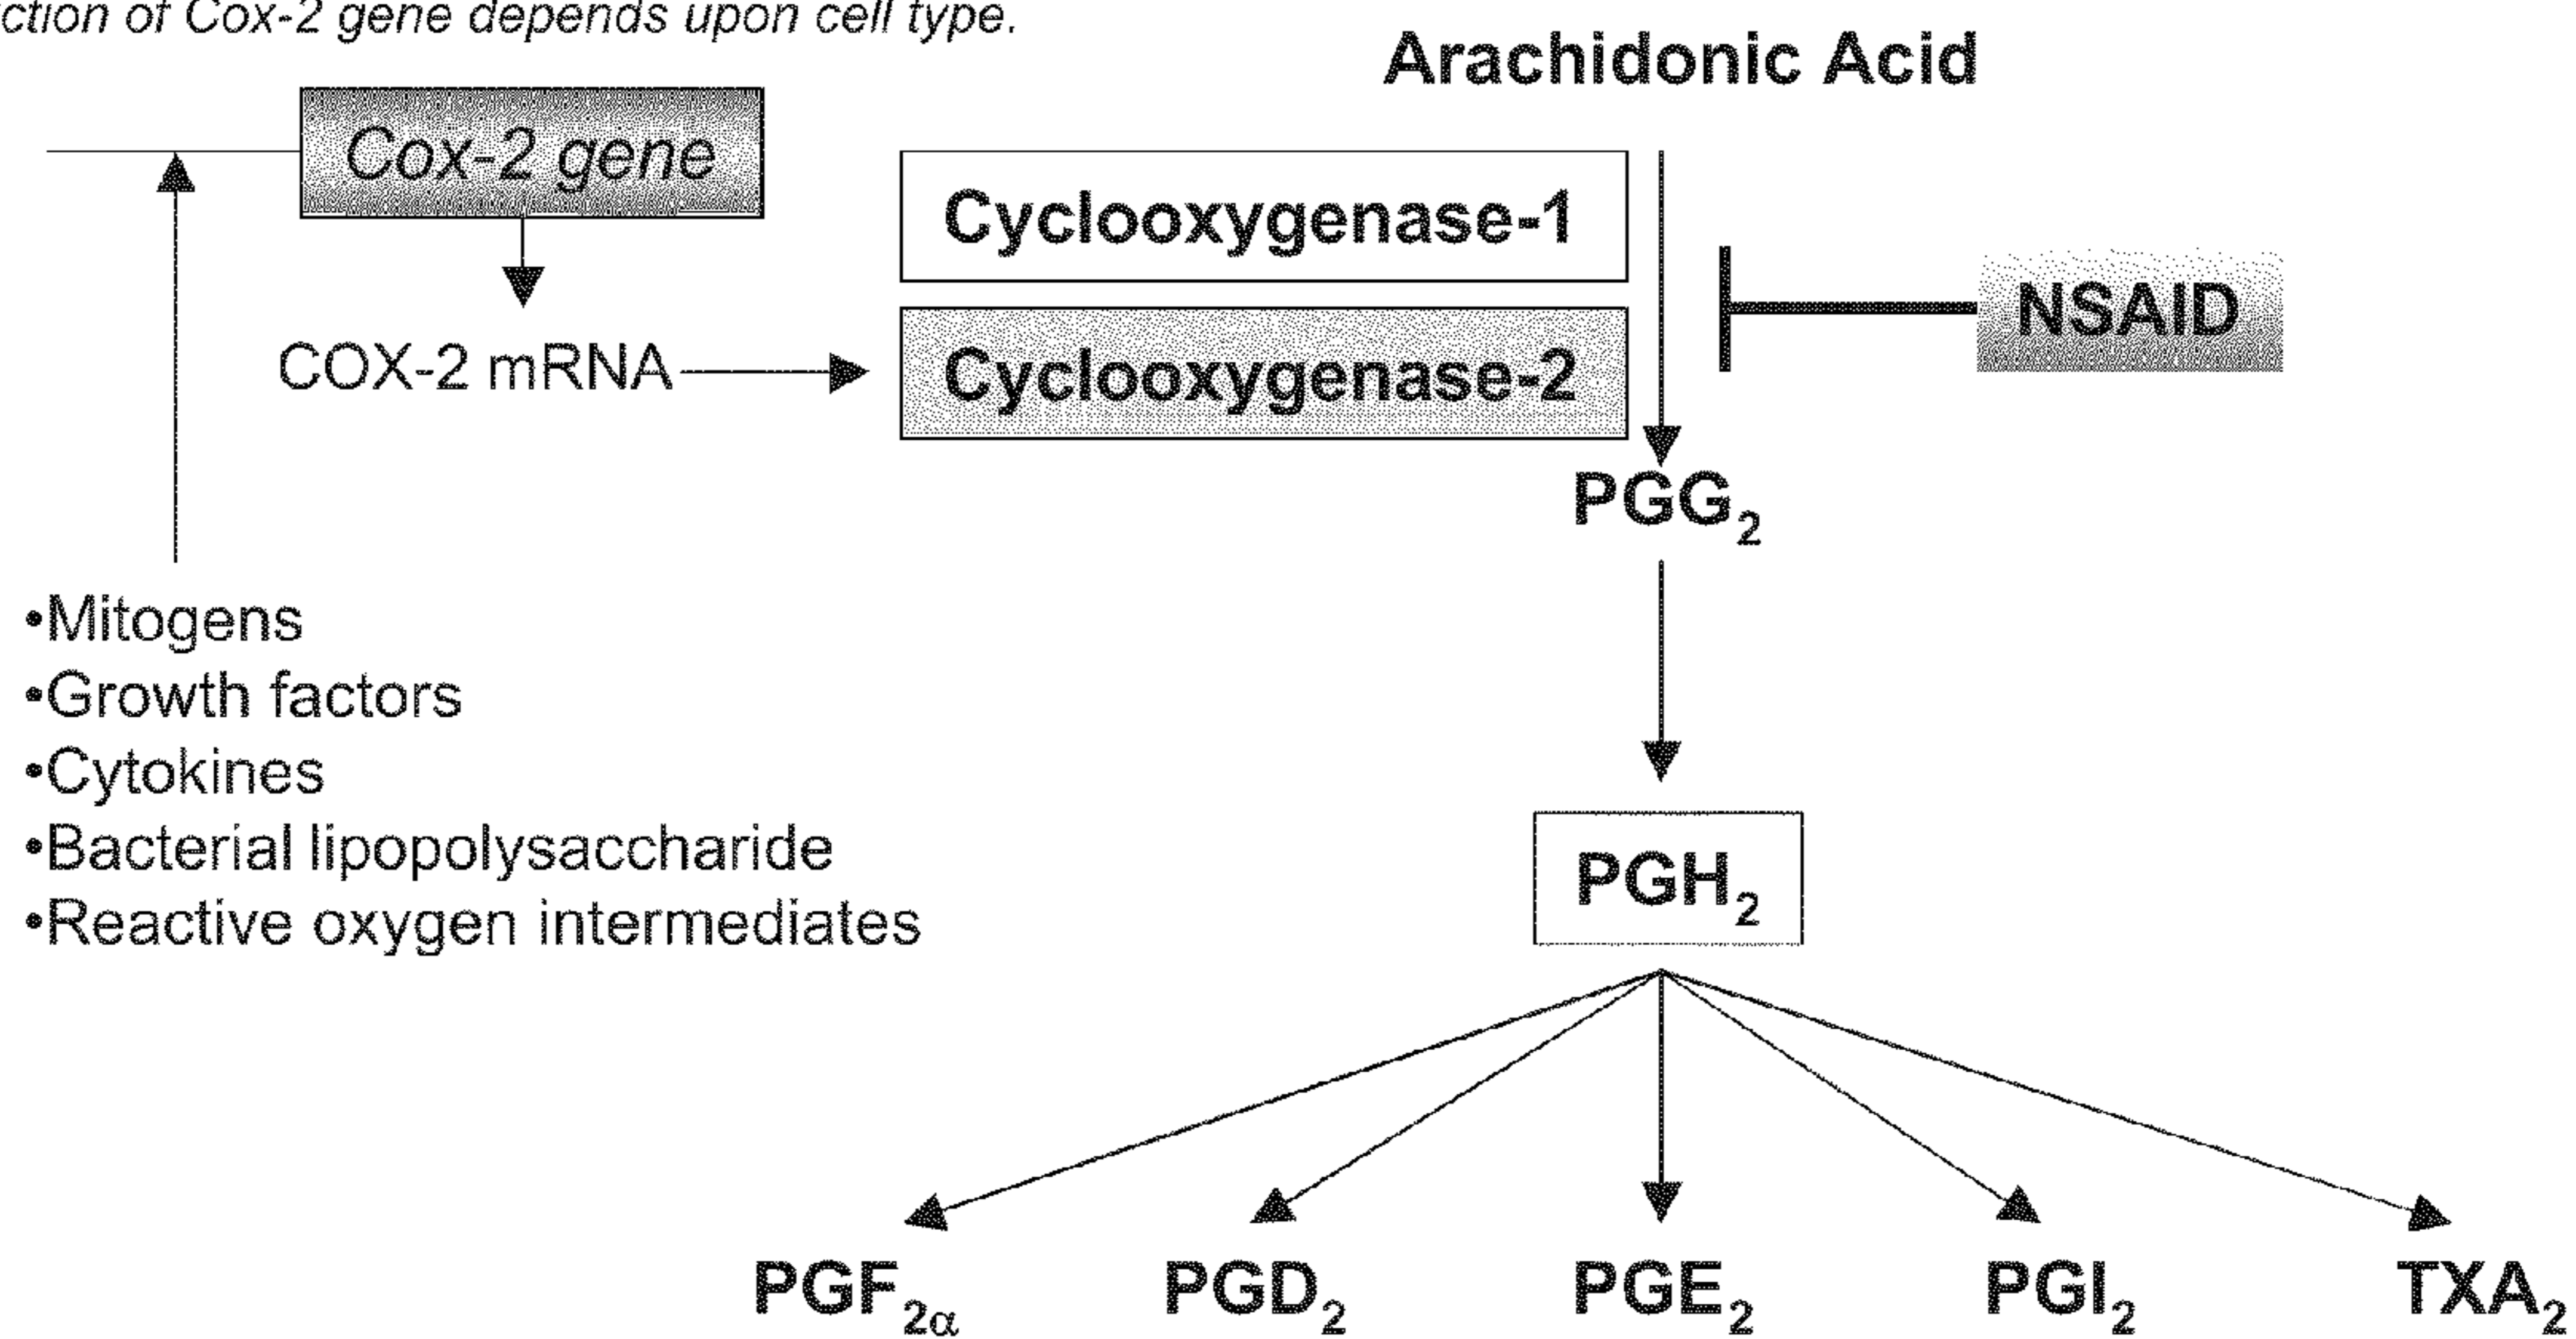 of Cox-2 gene depends upon cell type.
Arachidonic Acid
Cox-2 gene
Cyclooxygenase-1
NSAID
COX-2 mRNA
Cyclooxygenase-2
PGG₂
•Mitogens
•Growth factors
•Cytokines
•Bacterial lipopolysaccharide
•Reactive oxygen intermediates
PGH₂
PGF₂α
PGD₂
PGE₂
PGI₂
TXA₂